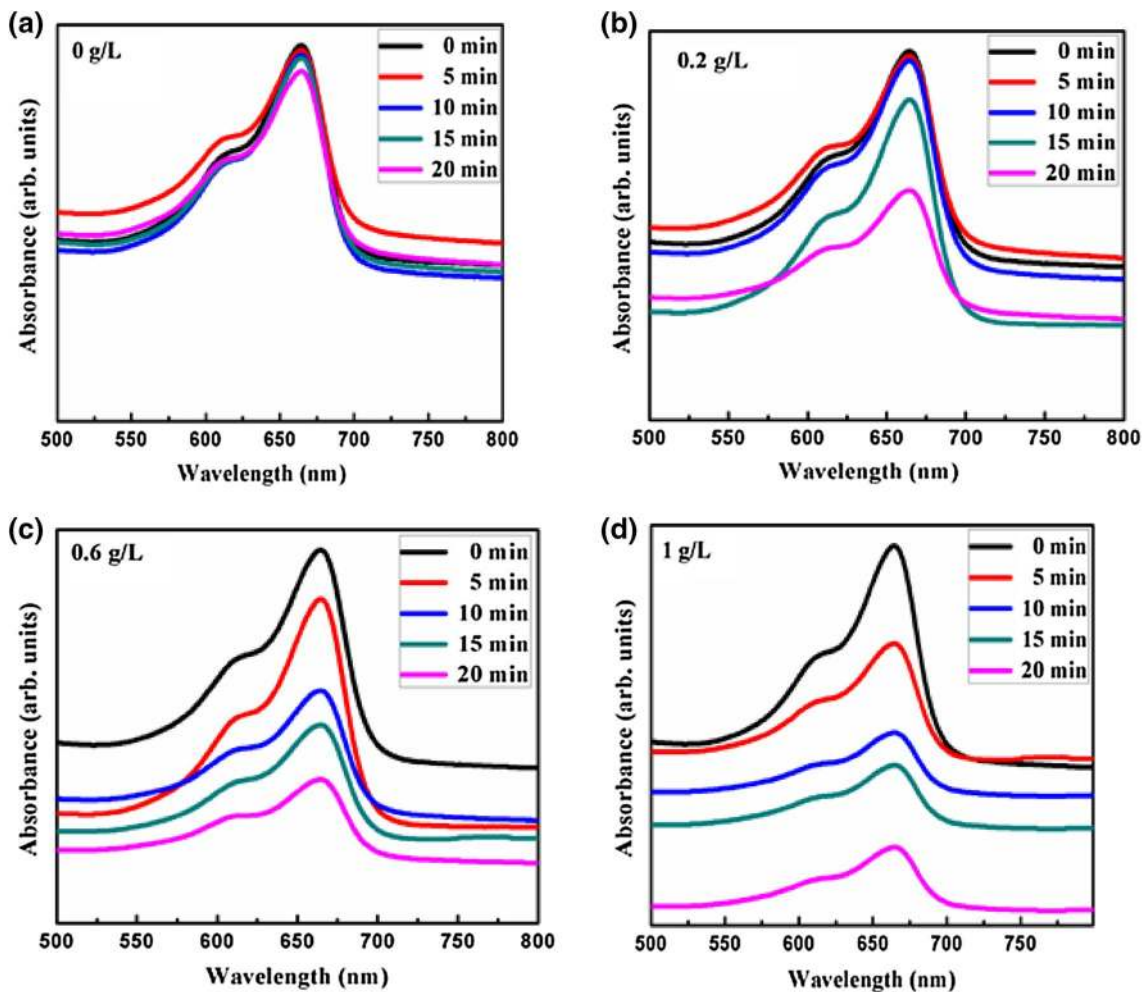 (a)
0 g/L
0 min
5 min
10 min
15 min
20 min
Absorbance (arb. units)
500 550 600 650 700 750 800
Wavelength (nm)
(b)
0.2 g/L
0 min
5 min
10 min
15 min
20 min
Absorbance (arb. units)
500 550 600 650 700 750 800
Wavelength (nm)
(c)
0.6 g/L
0 min
5 min
10 min
15 min
20 min
Absorbance (arb. units)
500 550 600 650 700 750 800
Wavelength (nm)
(d)
1 g/L
0 min
5 min
10 min
15 min
20 min
Absorbance (arb. units)
500 550 600 650 700 750
Wavelength (nm)